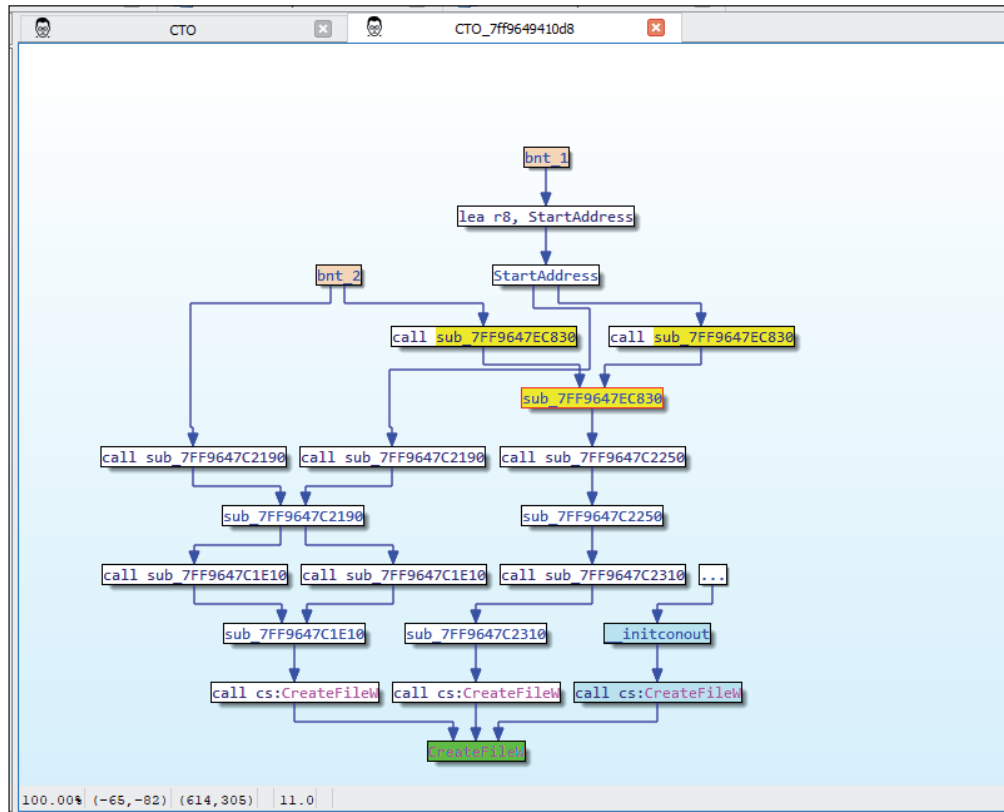 CTO CTO_7ff9649410d8
bnt_1
lea r8, StartAddress
bnt_2 StartAddress
call sub_7FF9647EC830 call sub_7FF9647EC830
sub_7FF9647EC830
call sub_7FF9647C2190 call sub_7FF9647C2190 call sub_7FF9647C2250
sub_7FF9647C2190 sub_7FF9647C2250
call sub_7FF9647C1E10 call sub_7FF9647C1E10 call sub_7FF9647C2310 ...
sub_7FF9647C1E10 sub_7FF9647C2310 __initconout
call cs:CreateFileW call cs:CreateFileW call cs:CreateFileW
CreateFileW
100.00% (-65,-82) (614,305) 11.0